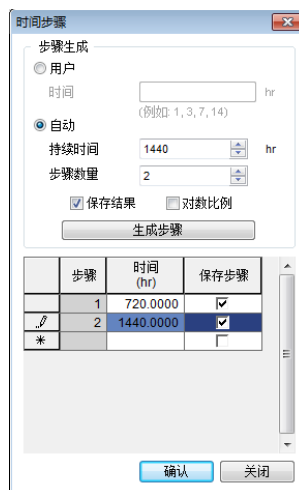 时间步骤
步骤生成
用户
时间 hr
(例如: 1, 3, 7, 14)
自动
持续时间 1440 hr
步骤数量 2
保存结果 对数比例
生成步骤
步骤 时间 (hr) 保存步骤
1 720.0000
2 1440.0000
*
确认 关闭